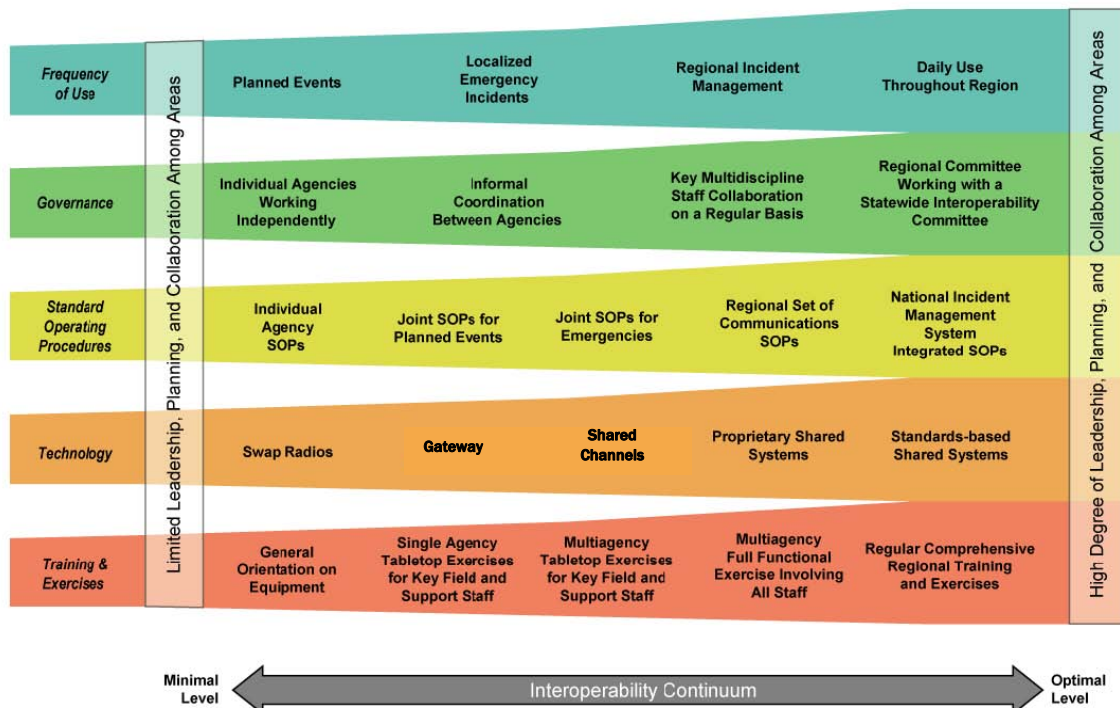 Frequency
of Use
Limited Leadership, Planning, and Collaboration Among Areas
Planned Events
Localized
Emergency
Incidents
Regional Incident
Management
Daily Use
Throughout Region
High Degree of Leadership, Planning, and Collaboration Among Areas
Governance
Individual Agencies
Working
Independently
Informal
Coordination
Between Agencies
Key Multidiscipline
Staff Collaboration
on a Regular Basis
Regional Committee
Working with a
Statewide Interoperability
Committee
Standard
Operating
Procedures
Individual
Agency
SOPs
Joint SOPs for
Planned Events
Joint SOPs for
Emergencies
Regional Set of
Communications
SOPs
National Incident
Management
System
Integrated SOPs
Technology
Swap Radios
Gateway
Shared
Channels
Proprietary Shared
Systems
Standards-based
Shared Systems
Training &
Exercises
General
Orientation on
Equipment
Single Agency
Tabletop Exercises
for Key Field and
Support Staff
Multiagency
Tabletop Exercises
for Key Field and
Support Staff
Multiagency
Full Functional
Exercise Involving
All Staff
Regular Comprehensive
Regional Training
and Exercises
Minimal
Level
Interoperability Continuum
Optimal
Level